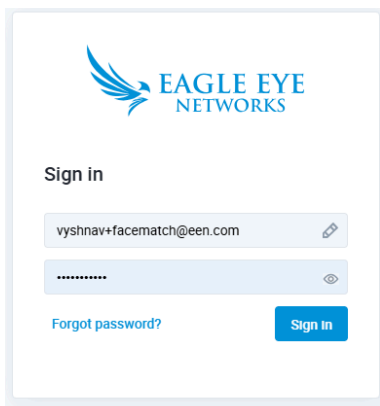 EAGLE EYE
NETWORKS
Sign in
vyshnav+facematch@een.com
•••••••••••
Forgot password?
Sign In